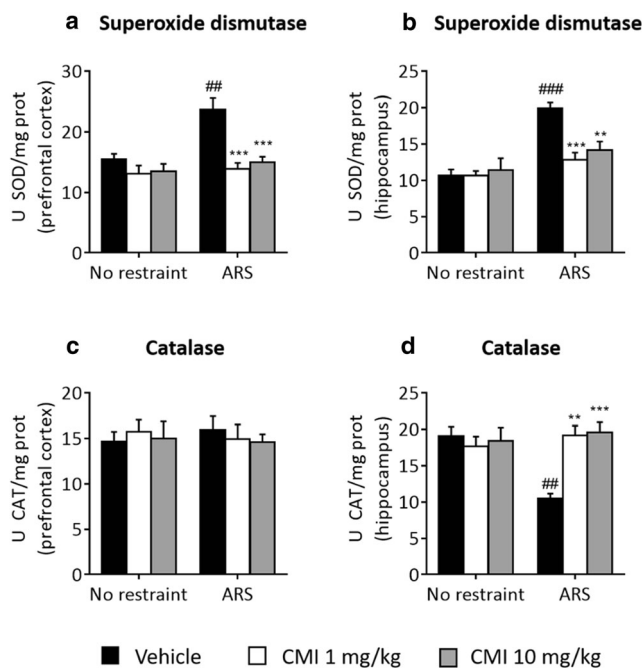 a Superoxide dismutase
U SOD/mg prot
(prefrontal cortex)
30
20
10
0
##
***
***
No restraint ARS
b Superoxide dismutase
U SOD/mg prot
(hippocampus)
25
20
15
10
5
0
###
***
**
No restraint ARS
c Catalase
U CAT/mg prot
(prefrontal cortex)
20
15
10
5
0
No restraint ARS
d Catalase
U CAT/mg prot
(hippocampus)
25
20
15
10
5
0
##
**
***
No restraint ARS
Vehicle CMI 1 mg/kg CMI 10 mg/kg